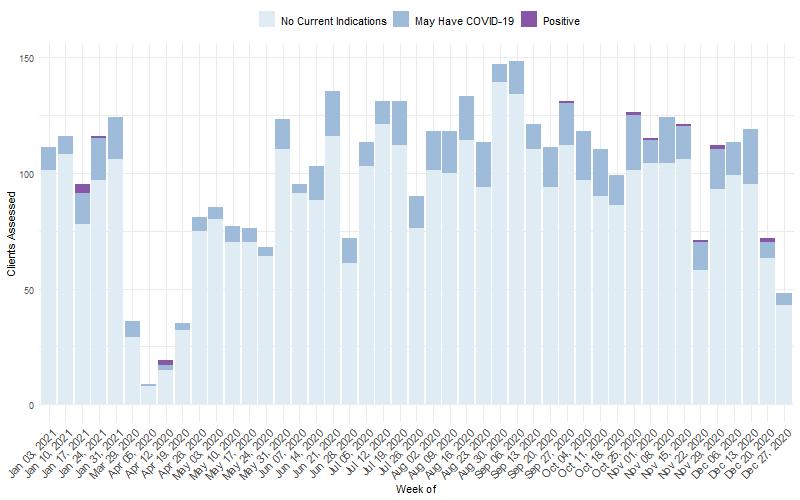 No Current Indications May Have COVID-19 Positive
150
100
50
0
Clients Assessed
Jan 03, 2021
Jan 10, 2021
Jan 17, 2021
Jan 24, 2021
Jan 31, 2021
Mar 29, 2020
Apr 05, 2020
Apr 12, 2020
Apr 19, 2020
Apr 26, 2020
May 03, 2020
May 10, 2020
May 17, 2020
May 24, 2020
May 31, 2020
Jun 07, 2020
Jun 14, 2020
Jun 21, 2020
Jun 28, 2020
Jul 05, 2020
Jul 12, 2020
Jul 19, 2020
Jul 26, 2020
Aug 02, 2020
Aug 09, 2020
Aug 16, 2020
Aug 23, 2020
Aug 30, 2020
Sep 06, 2020
Sep 13, 2020
Sep 20, 2020
Sep 27, 2020
Oct 04, 2020
Oct 11, 2020
Oct 18, 2020
Oct 25, 2020
Nov 01, 2020
Nov 08, 2020
Nov 15, 2020
Nov 22, 2020
Nov 29, 2020
Dec 06, 2020
Dec 13, 2020
Dec 20, 2020
Dec 27, 2020
Week of